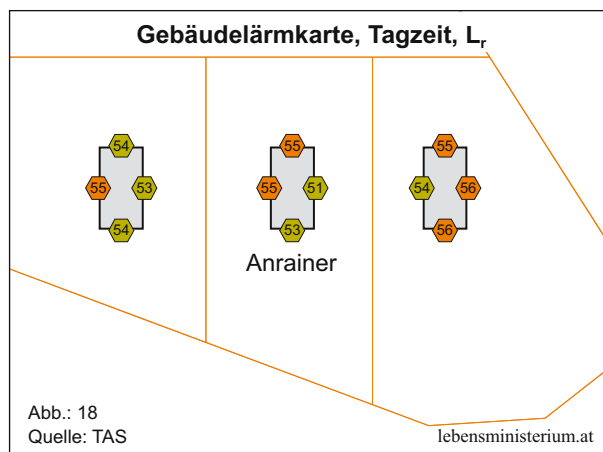 Gebäudelärmkarte, Tagzeit, Lr
54
55
55
55
53
55
51
54
56
54
53
56
Anrainer
Abb.: 18
Quelle: TAS
lebensministerium.at